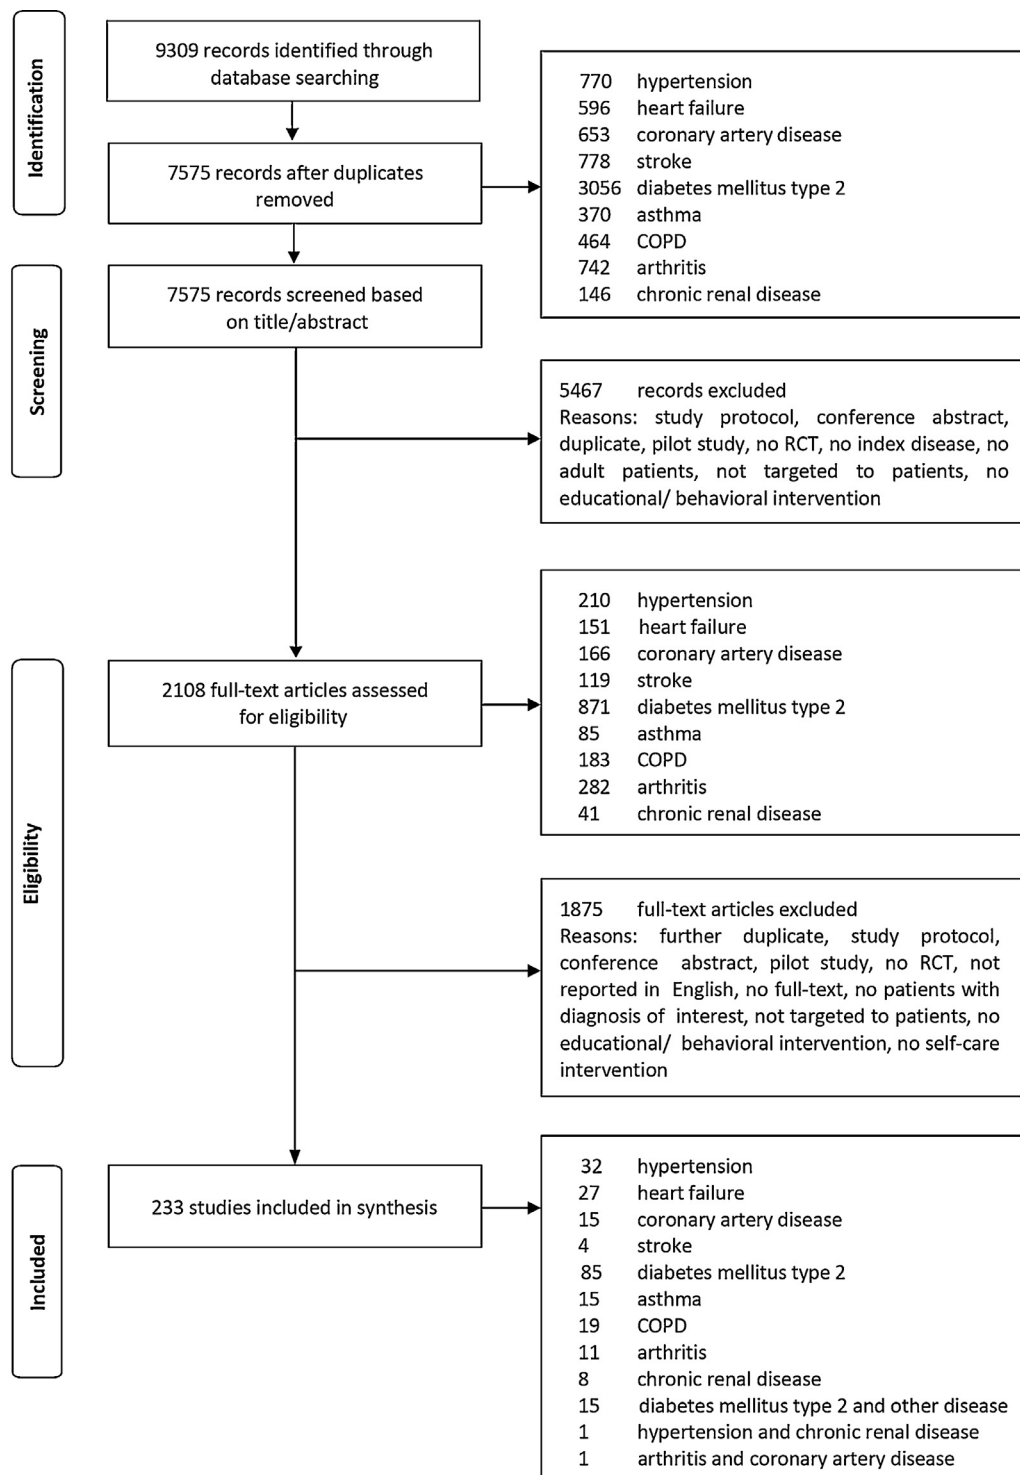 Identification
9309 records identified through
database searching
7575 records after duplicates
removed
770 hypertension
596 heart failure
653 coronary artery disease
778 stroke
3056 diabetes mellitus type 2
370 asthma
464 COPD
742 arthritis
146 chronic renal disease
Screening
7575 records screened based
on title/abstract
5467 records excluded
Reasons: study protocol, conference abstract,
duplicate, pilot study, no RCT, no index disease, no
adult patients, not targeted to patients, no
educational/ behavioral intervention
Eligibility
2108 full-text articles assessed
for eligibility
210 hypertension
151 heart failure
166 coronary artery disease
119 stroke
871 diabetes mellitus type 2
85 asthma
183 COPD
282 arthritis
41 chronic renal disease
1875 full-text articles excluded
Reasons: further duplicate, study protocol,
conference abstract, pilot study, no RCT, not
reported in English, no full-text, no patients with
diagnosis of interest, not targeted to patients, no
educational/ behavioral intervention, no self-care
intervention
Included
233 studies included in synthesis
32 hypertension
27 heart failure
15 coronary artery disease
4 stroke
85 diabetes mellitus type 2
15 asthma
19 COPD
11 arthritis
8 chronic renal disease
15 diabetes mellitus type 2 and other disease
1 hypertension and chronic renal disease
1 arthritis and coronary artery disease